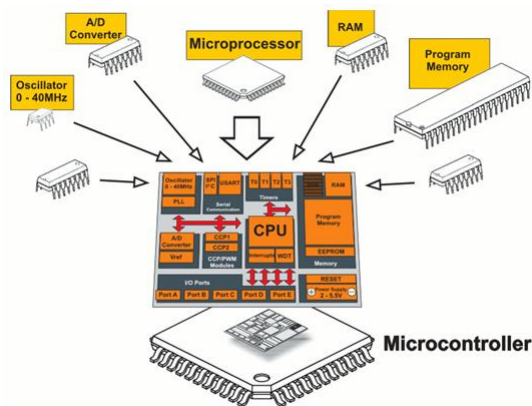 A/D
Converter
Microprocessor
RAM
Program
Memory
Oscillator
0 - 40MHz
Oscillator
0 - 40MHz
PLL
SPI
I²C
USART
Serial
Communication
T0 T1 T2 T3
Timers
RAM
Program
Memory
EEPROM
Memory
A/D
Converter
Vref
CCP1
CCP2
CCP/PWM
Modules
CPU
Interrupts
WDT
I/O Ports
Port A Port B Port C Port D Port E
RESET
Power Supply
2 - 5.5V
Microcontroller